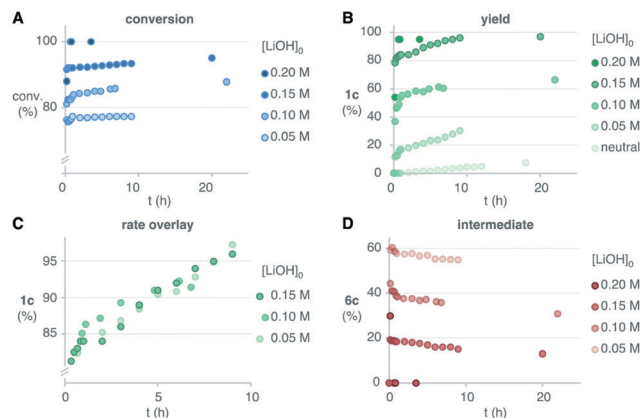 A conversion
100
conv.
(%)
80
0 10 20
t (h)
[LiOH]0
0.20 M
0.15 M
0.10 M
0.05 M
B yield
100
80
60
1c
(%)
40
20
0
0 10 20
t (h)
[LiOH]0
0.20 M
0.15 M
0.10 M
0.05 M
neutral
C rate overlay
95
1c
(%)
90
85
0 5 10
t (h)
[LiOH]0
0.15 M
0.10 M
0.05 M
D intermediate
60
6c
(%)
40
20
0
0 10 20
t (h)
[LiOH]0
0.20 M
0.15 M
0.10 M
0.05 M